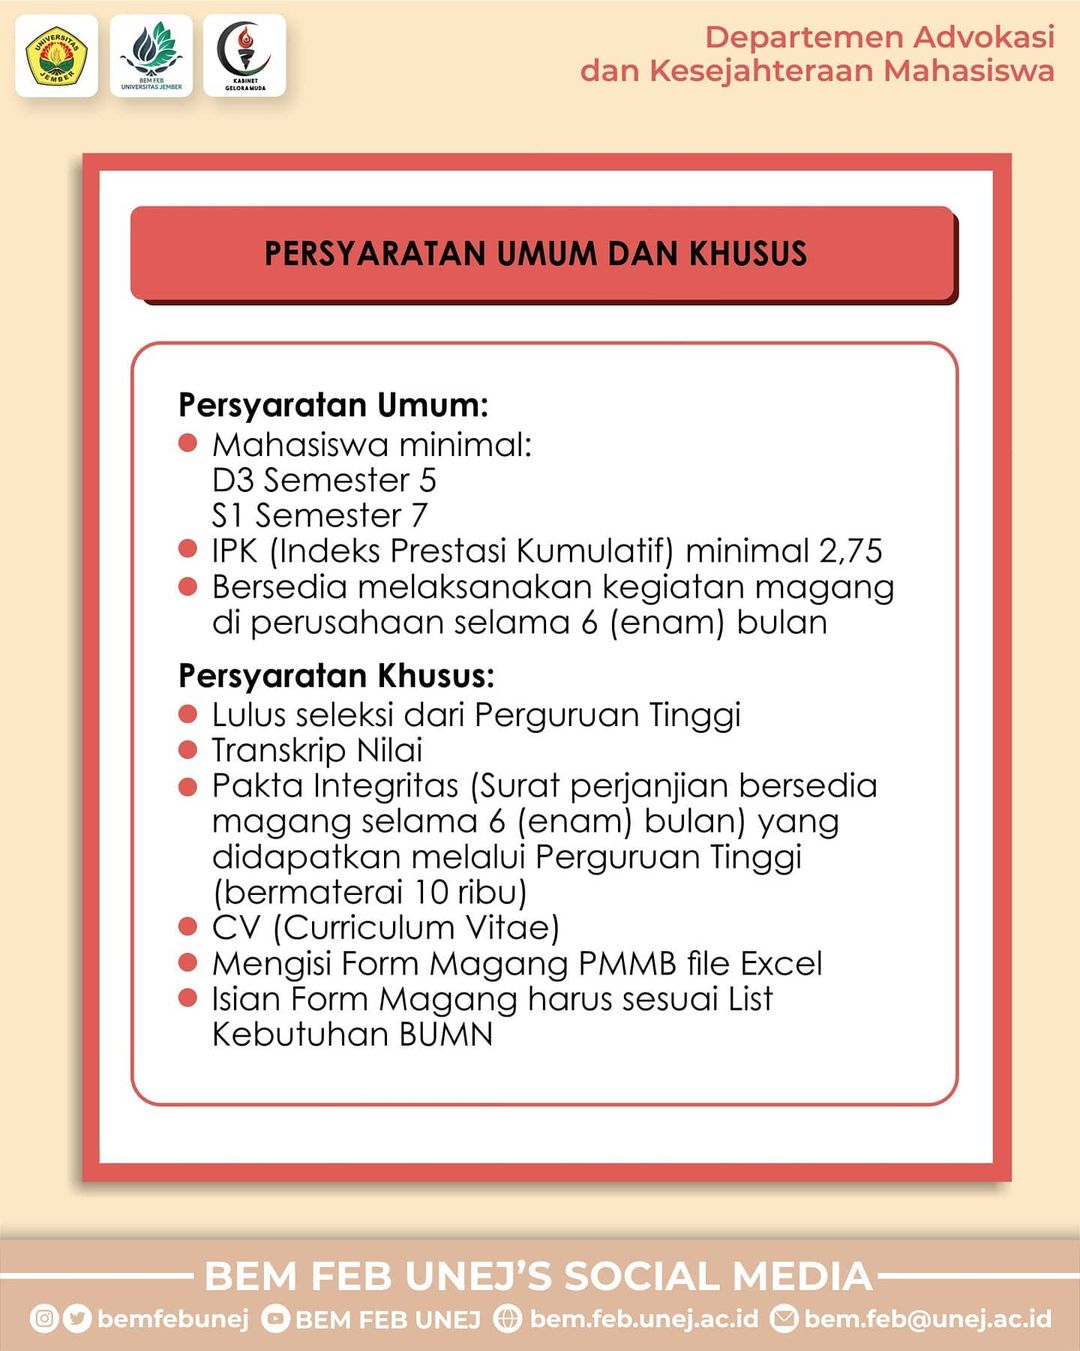 UNIVERSITAS
JEMBER
BEM FEB
UNIVERSITAS JEMBER
KABINET
GELORAMUDA
Departemen Advokasi
dan Kesejahteraan Mahasiswa
PERSYARATAN UMUM DAN KHUSUS
Persyaratan Umum:
Mahasiswa minimal:
D3 Semester 5
S1 Semester 7
IPK (Indeks Prestasi Kumulatif) minimal 2,75
Bersedia melaksanakan kegiatan magang
di perusahaan selama 6 (enam) bulan
Persyaratan Khusus:
Lulus seleksi dari Perguruan Tinggi
Transkrip Nilai
Pakta Integritas (Surat perjanjian bersedia
magang selama 6 (enam) bulan) yang
didapatkan melalui Perguruan Tinggi
(bermaterai 10 ribu)
CV (Curriculum Vitae)
Mengisi Form Magang PMMB file Excel
Isian Form Magang harus sesuai List
Kebutuhan BUMN
BEM FEB UNEJ'S SOCIAL MEDIA
bemfebunej BEM FEB UNEJ bem.feb.unej.ac.id bem.feb@unej.ac.id